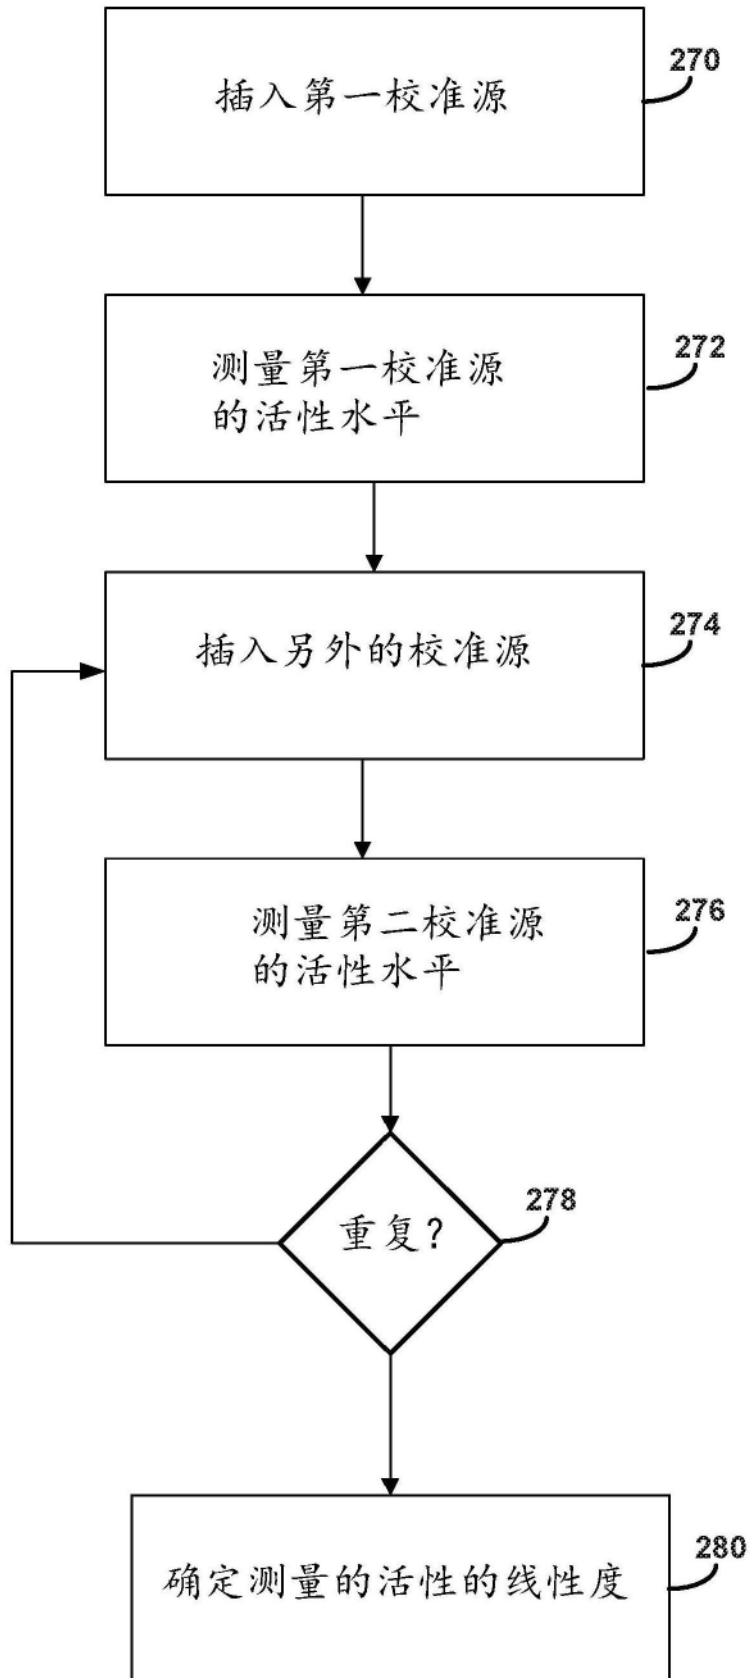 插入第一校准源
270
测量第一校准源
的活性水平
272
插入另外的校准源
274
测量第二校准源
的活性水平
276
重复?
278
确定测量的活性的线性度
280